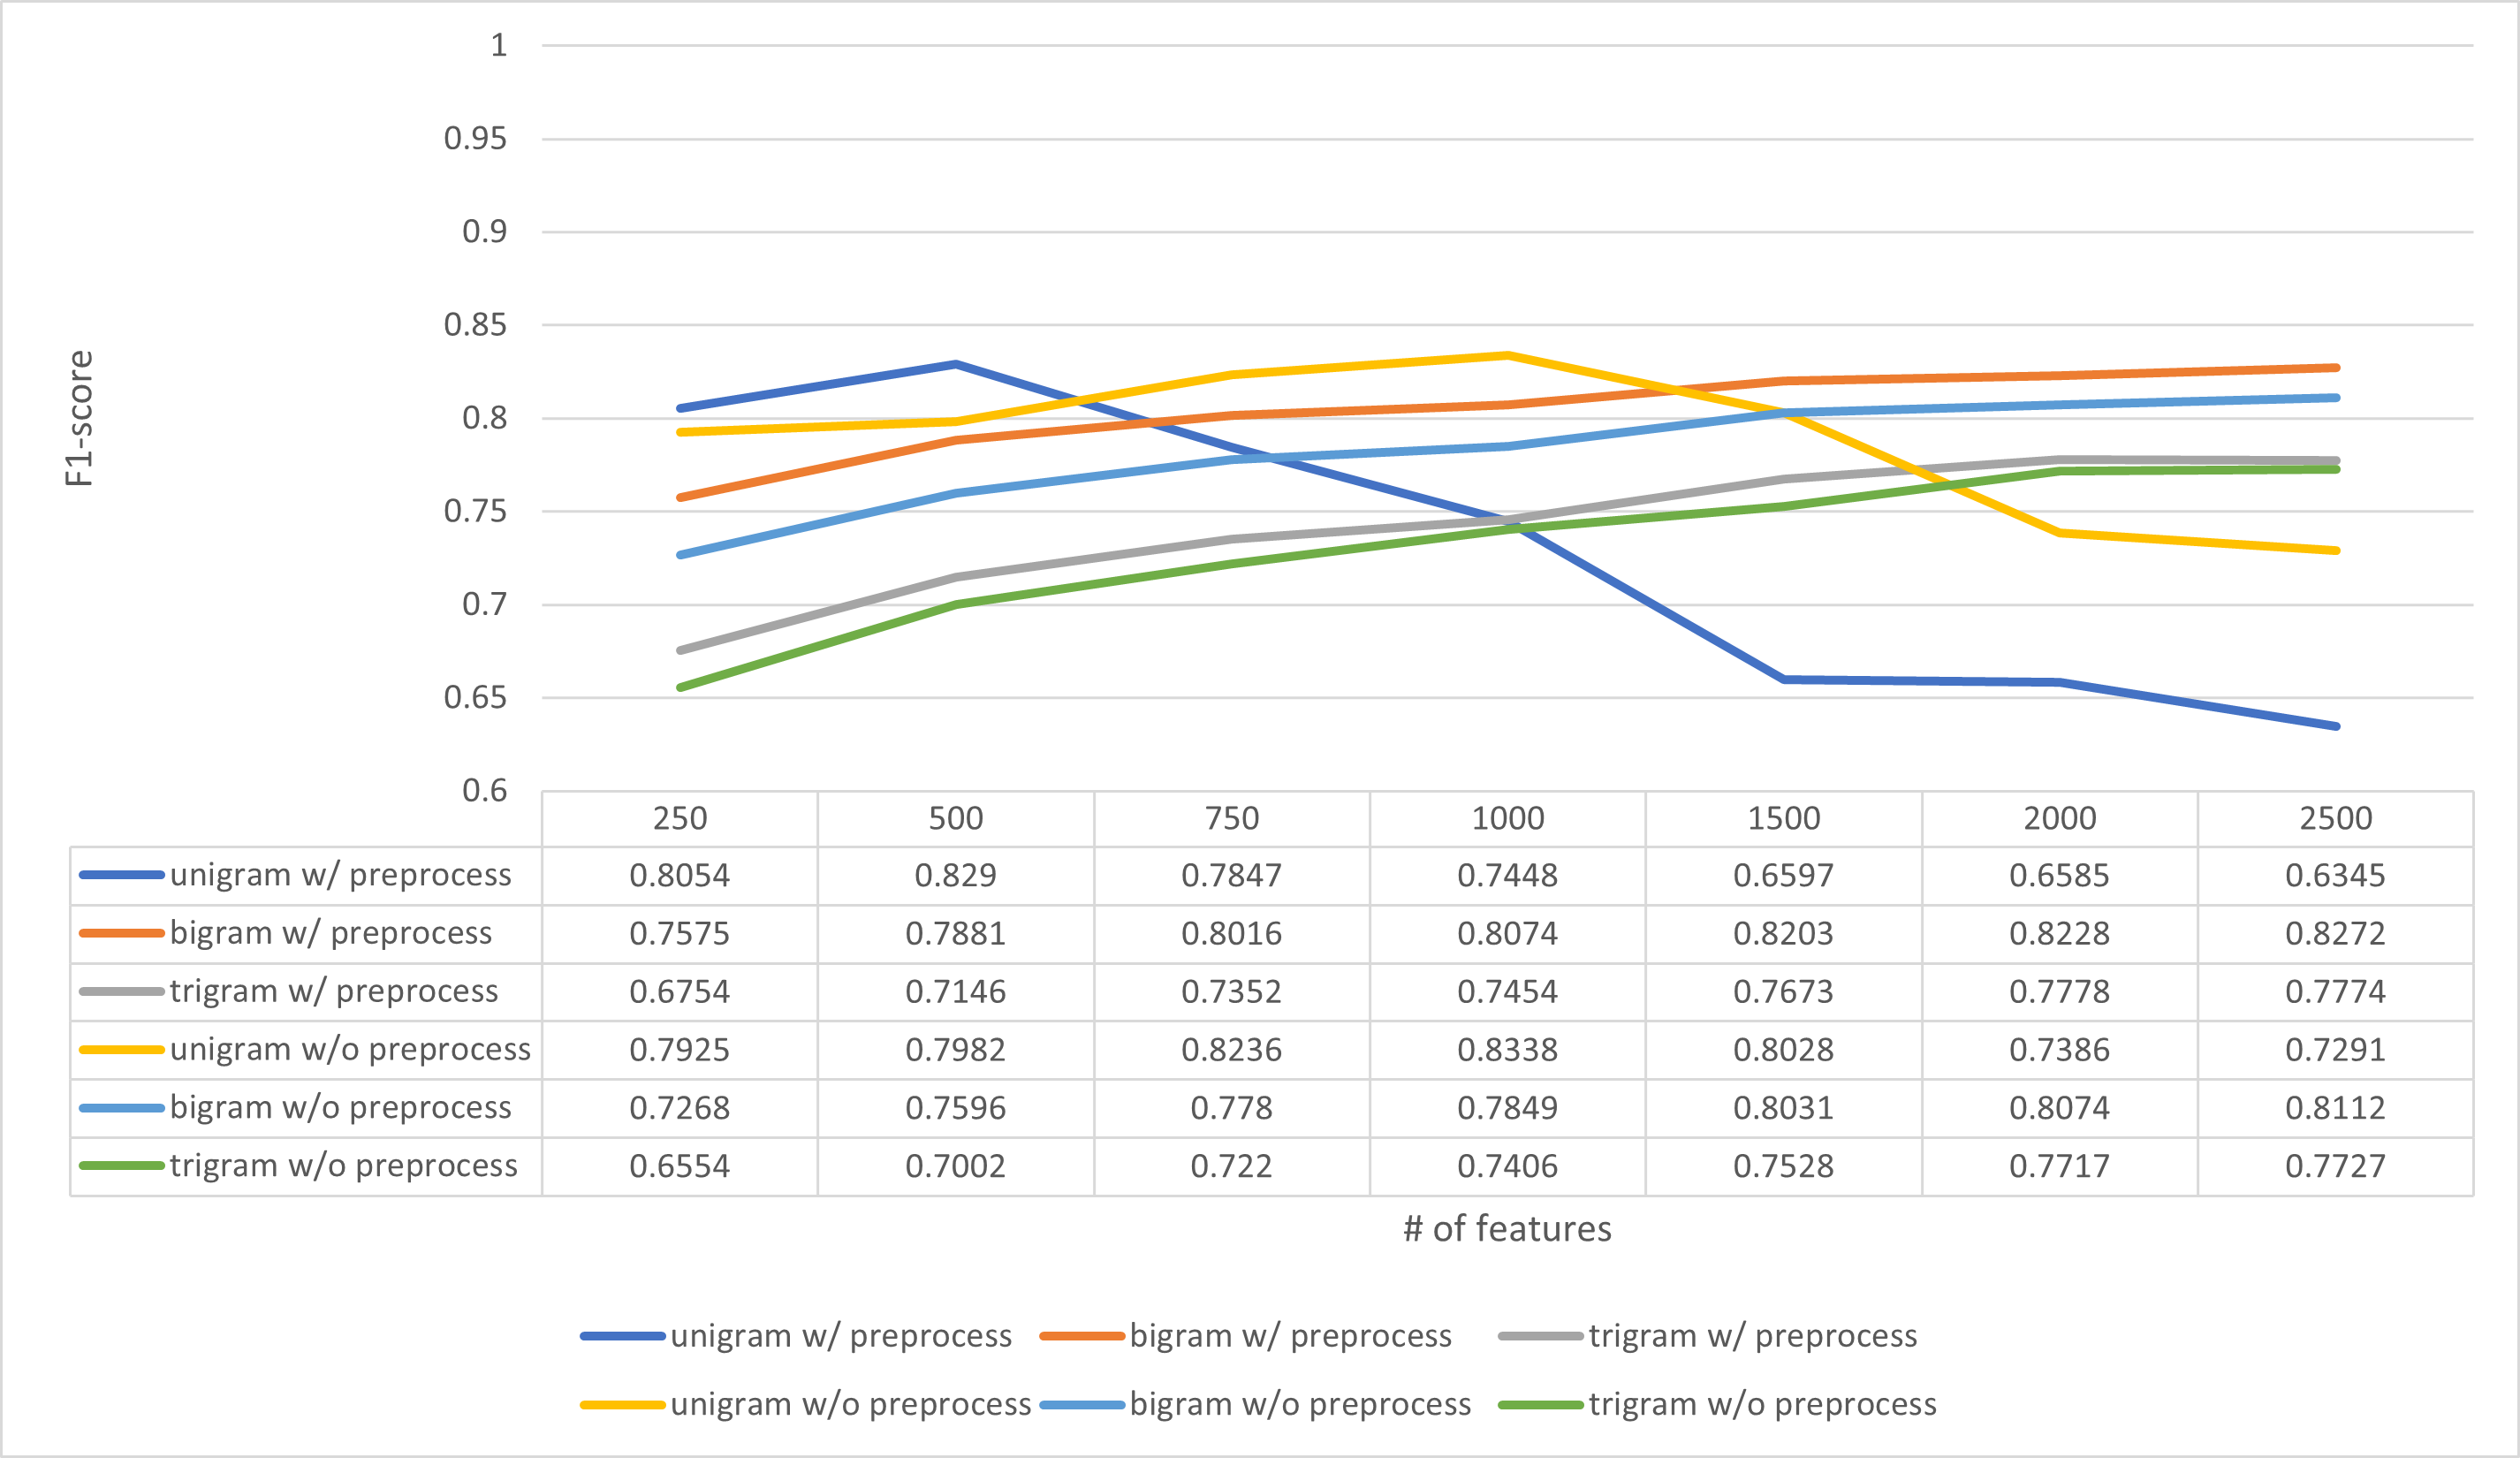 1
0.95
0.9
0.85
0.8
0.75
0.7
0.65
0.6
F1-score
250 500 750 1000 1500 2000 2500
unigram w/ preprocess 0.8054 0.829 0.7847 0.7448 0.6597 0.6585 0.6345
bigram w/ preprocess 0.7575 0.7881 0.8016 0.8074 0.8203 0.8228 0.8272
trigram w/ preprocess 0.6754 0.7146 0.7352 0.7454 0.7673 0.7778 0.7774
unigram w/o preprocess 0.7925 0.7982 0.8236 0.8338 0.8028 0.7386 0.7291
bigram w/o preprocess 0.7268 0.7596 0.778 0.7849 0.8031 0.8074 0.8112
trigram w/o preprocess 0.6554 0.7002 0.722 0.7406 0.7528 0.7717 0.7727
# of features
unigram w/ preprocess bigram w/ preprocess trigram w/ preprocess
unigram w/o preprocess bigram w/o preprocess trigram w/o preprocess